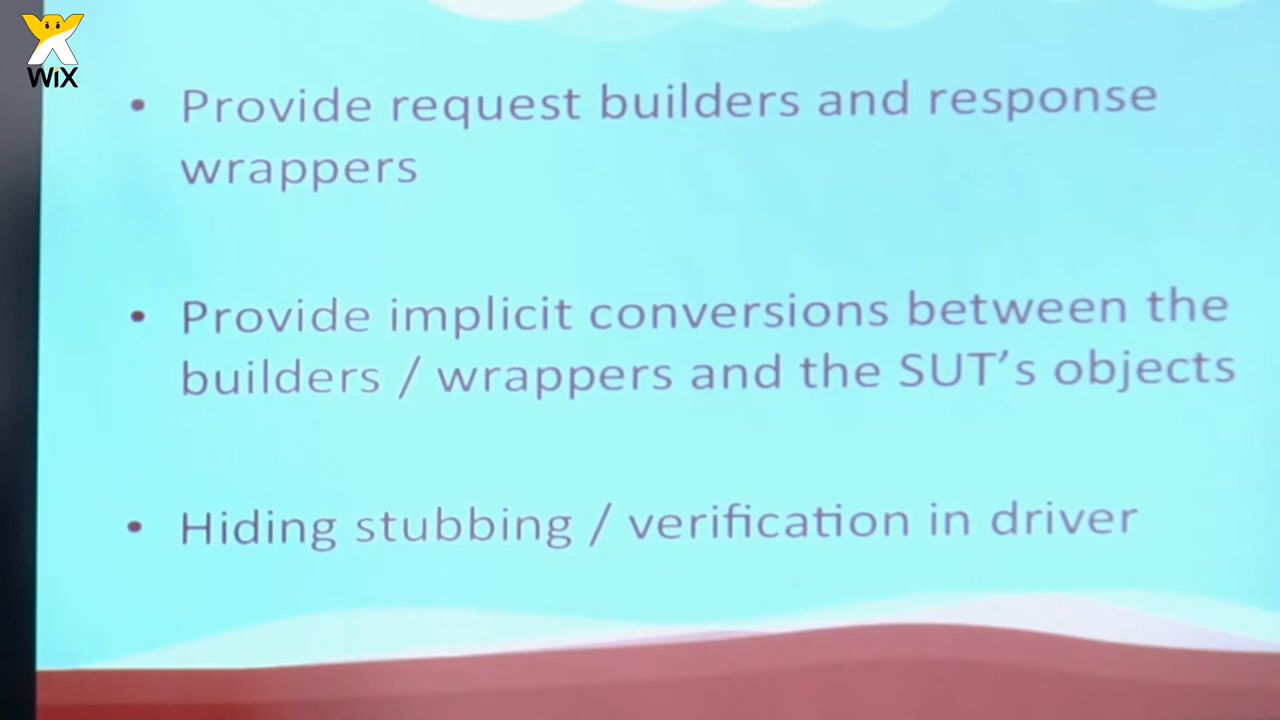 WiX
• Provide request builders and response
wrappers
• Provide implicit conversions between the
builders / wrappers and the SUT’s objects
• Hiding stubbing / verification in driver